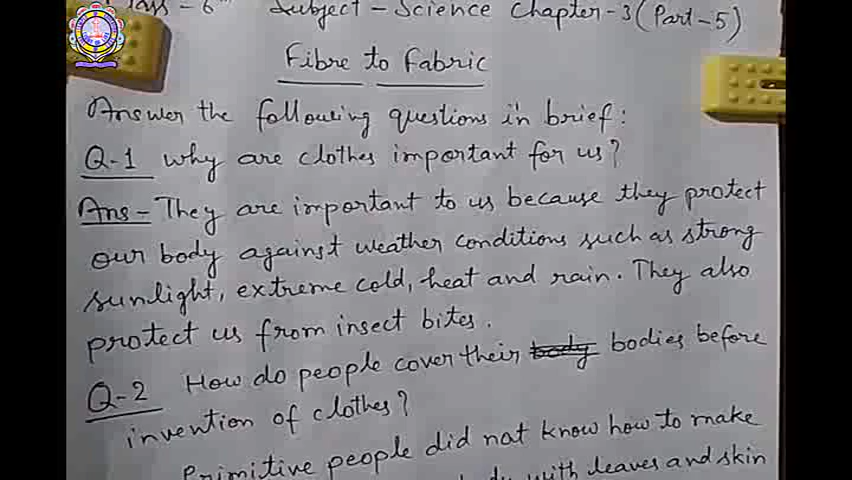 ass - 6th Subject - Science Chapter - 3 (Part - 5)
Fibre to Fabric
Answer the following questions in brief:
Q-1 why are clothes important for us?
Ans - They are important to us because they protect
our body against weather conditions such as strong
sunlight, extreme cold, heat and rain. They also
protect us from insect bites.
Q-2 How do people cover their body bodies before
invention of clothes?
Primitive people did not know how to make
with leaves and skin